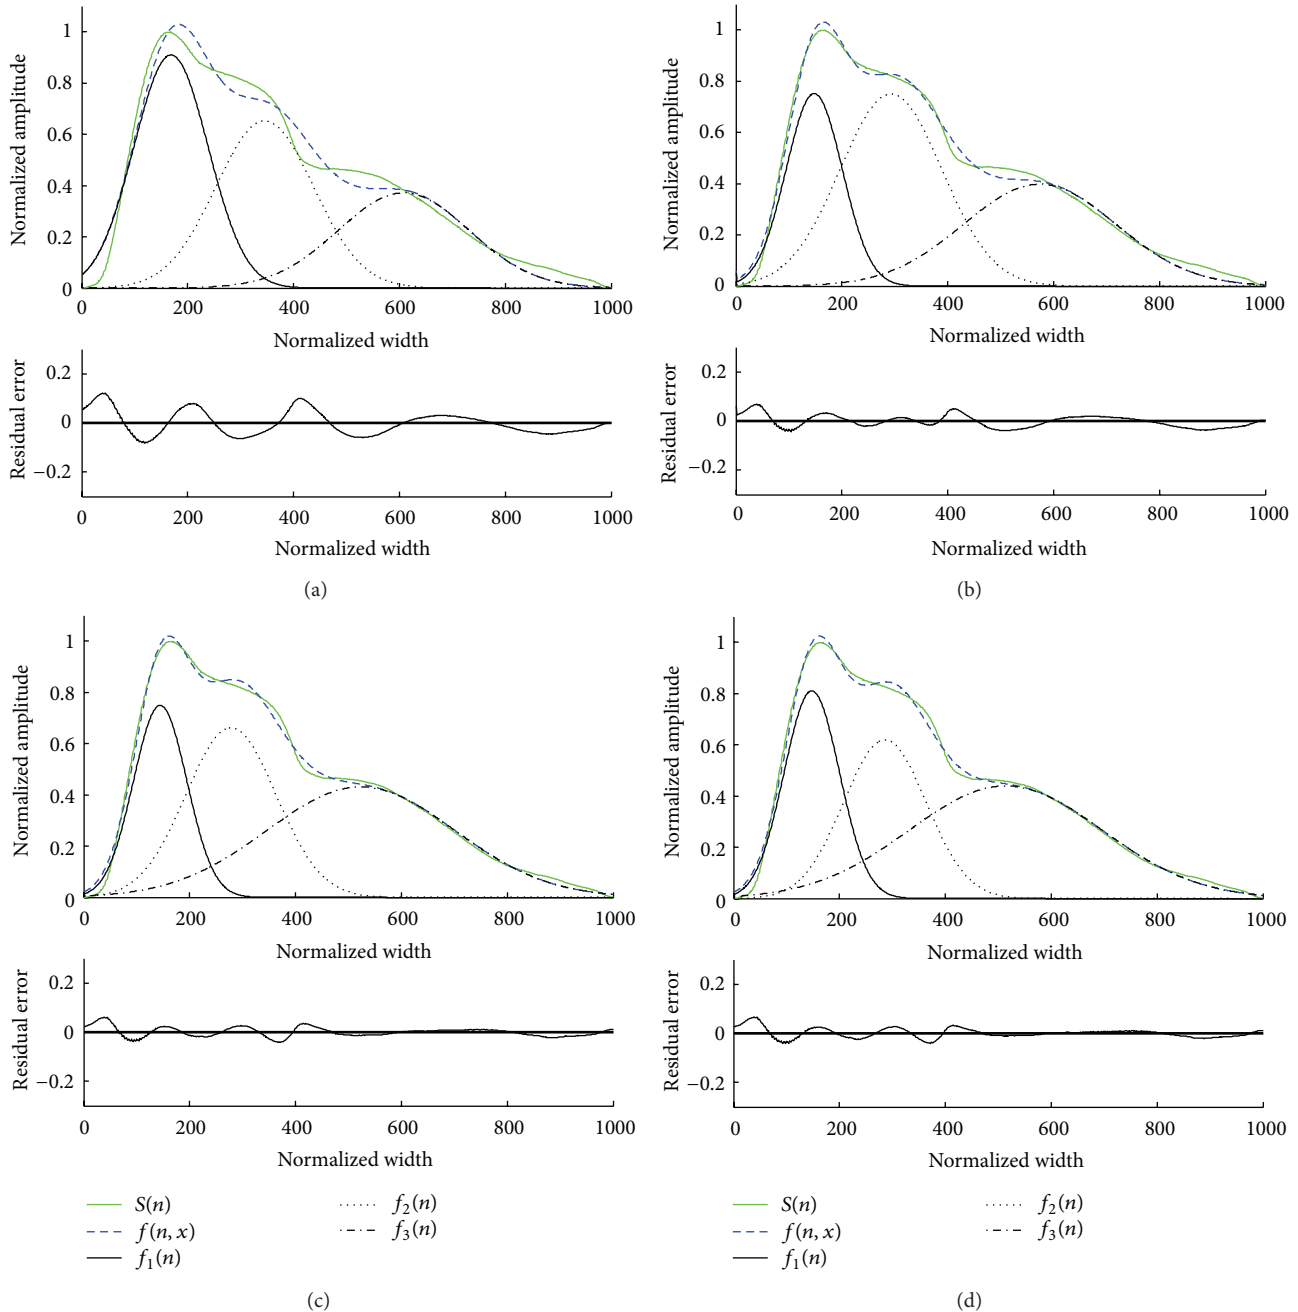 1
0.8
0.6
0.4
0.2
0
Normalized amplitude
0 200 400 600 800 1000
Normalized width
0.2
0
−0.2
Residual error
0 200 400 600 800 1000
Normalized width
(a)
1
0.8
0.6
0.4
0.2
0
Normalized amplitude
0 200 400 600 800 1000
Normalized width
0.2
0
−0.2
Residual error
0 200 400 600 800 1000
Normalized width
(b)
1
0.8
0.6
0.4
0.2
0
Normalized amplitude
0 200 400 600 800 1000
Normalized width
0.2
0
−0.2
Residual error
0 200 400 600 800 1000
Normalized width
S(n)
f(n, x)
f₁(n)
f₂(n)
f₃(n)
(c)
1
0.8
0.6
0.4
0.2
0
Normalized amplitude
0 200 400 600 800 1000
Normalized width
0.2
0
−0.2
Residual error
0 200 400 600 800 1000
Normalized width
S(n)
f(n, x)
f₁(n)
f₂(n)
f₃(n)
(d)